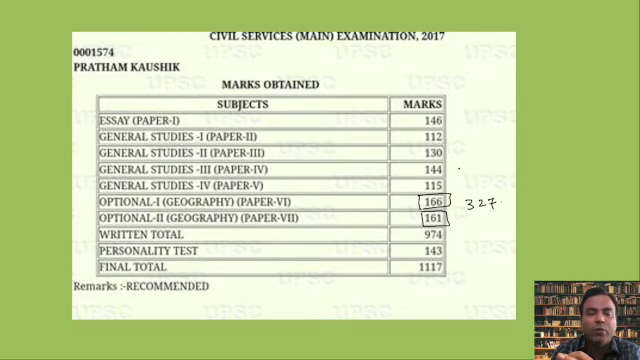 CIVIL SERVICES (MAIN) EXAMINATION, 2017
0001574
PRATHAM KAUSHIK
MARKS OBTAINED
SUBJECTS MARKS
ESSAY (PAPER-I) 146
GENERAL STUDIES -I (PAPER-II) 112
GENERAL STUDIES -II (PAPER-III) 130
GENERAL STUDIES -III (PAPER-IV) 144
GENERAL STUDIES -IV (PAPER-V) 115
OPTIONAL-I (GEOGRAPHY) (PAPER-VI) 166 327
OPTIONAL-II (GEOGRAPHY) (PAPER-VII) 161
WRITTEN TOTAL 974
PERSONALITY TEST 143
FINAL TOTAL 1117
Remarks :-RECOMMENDED